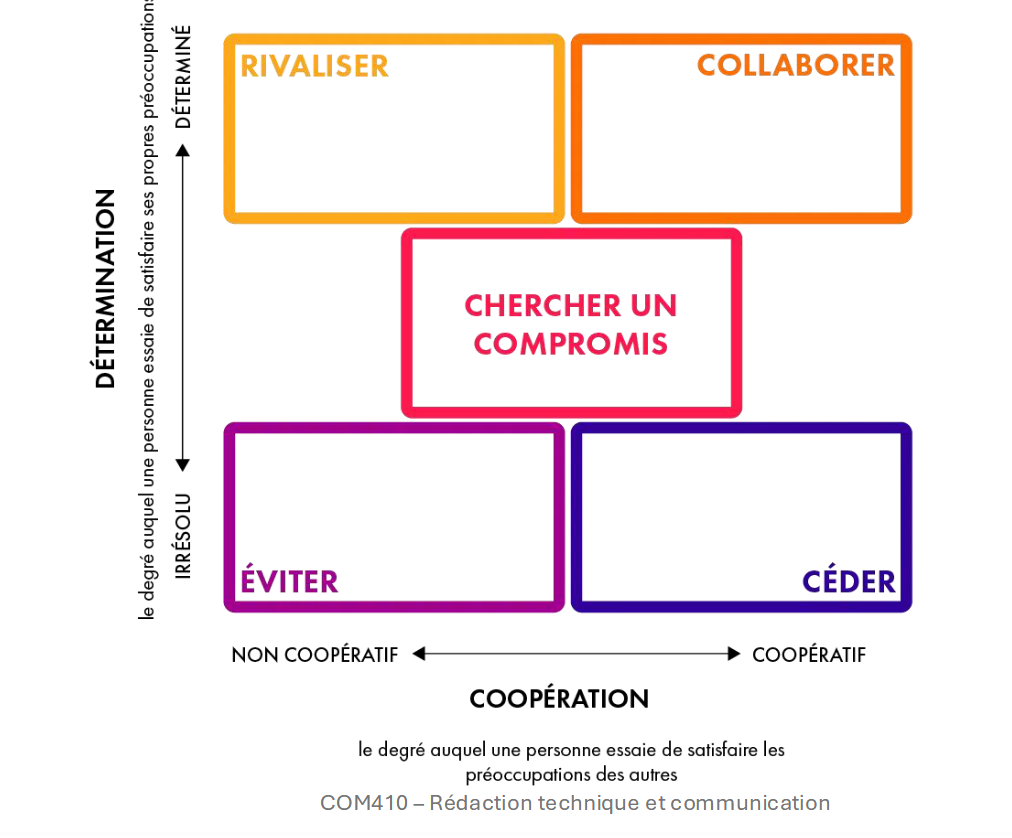 DÉTERMINATION
le degré auquel une personne essaie de satisfaire ses propres préoccupations
DÉTERMINÉ
IRRÉSOLU
RIVALISER
COLLABORER
CHERCHER UN
COMPROMIS
ÉVITER
CÉDER
NON COOPÉRATIF
COOPÉRATIF
COOPÉRATION
le degré auquel une personne essaie de satisfaire les
préoccupations des autres
COM410 – Rédaction technique et communication